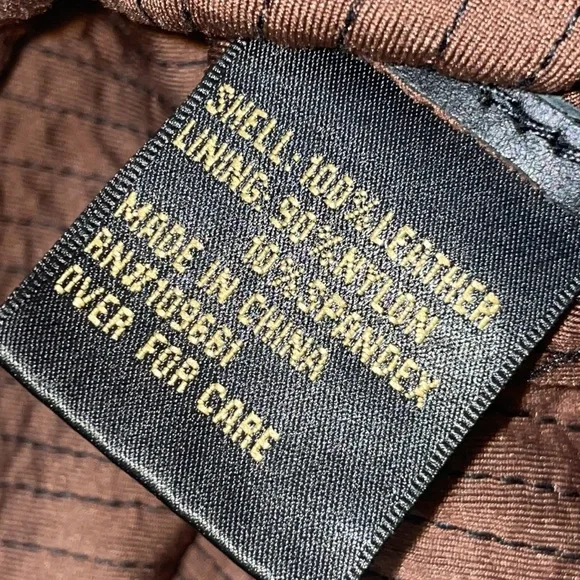 SHELL: 100% LEATHER
LINING: 90% NYLON
10% SPANDEX
MADE IN CHINA
RN#109661
OVER FOR CARE